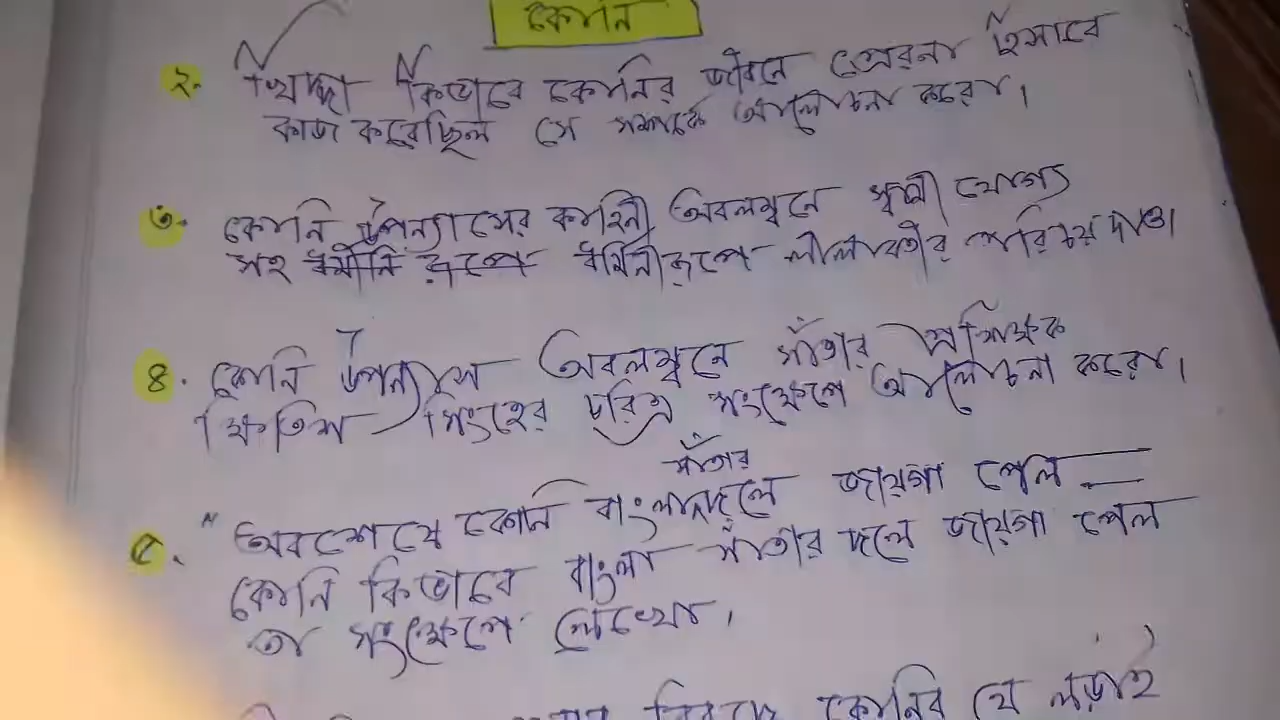 কোনি
২. খিদ্দা কিভাবে কোনির জীবনে প্রেরনা হিসাবে
কাজ করেছিল সে সম্পর্কে আলোচনা করো।
৩. কোনি উপন্যাসের কাহিনী অবলম্বনে স্বামী যোগ্য
সহ ধর্মীনি রূপে ধর্মিনীরূপে লীলাবতীর পরিচয় দাও।
৪. কোনি উপন্যাস অবলম্বনে সাঁতার প্রশিক্ষক
ক্ষিতিশ সিংহের চরিত্র সংক্ষেপে আলোচনা করো।
সাঁতার
৫. "অবশেষে কোনি বাংলা দলে জায়গা পেল —
কোনি কিভাবে বাংলা সাঁতার দলে জায়গা পেল
তা সংক্ষেপে লেখো।
কোনির যে লড়াই